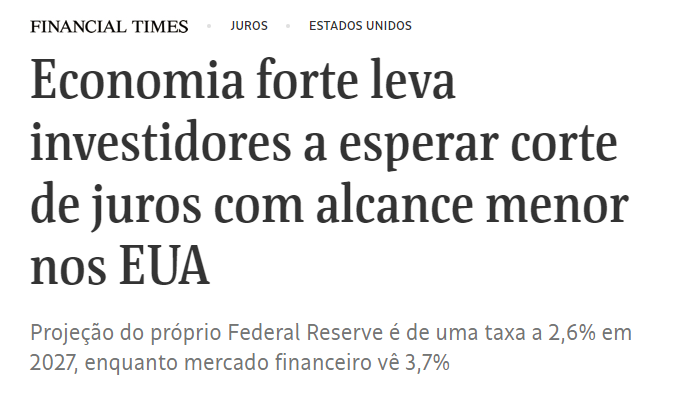 FINANCIAL TIMES • JUROS • ESTADOS UNIDOS
Economia forte leva
investidores a esperar corte
de juros com alcance menor
nos EUA
Projeção do próprio Federal Reserve é de uma taxa a 2,6% em
2027, enquanto mercado financeiro vê 3,7%